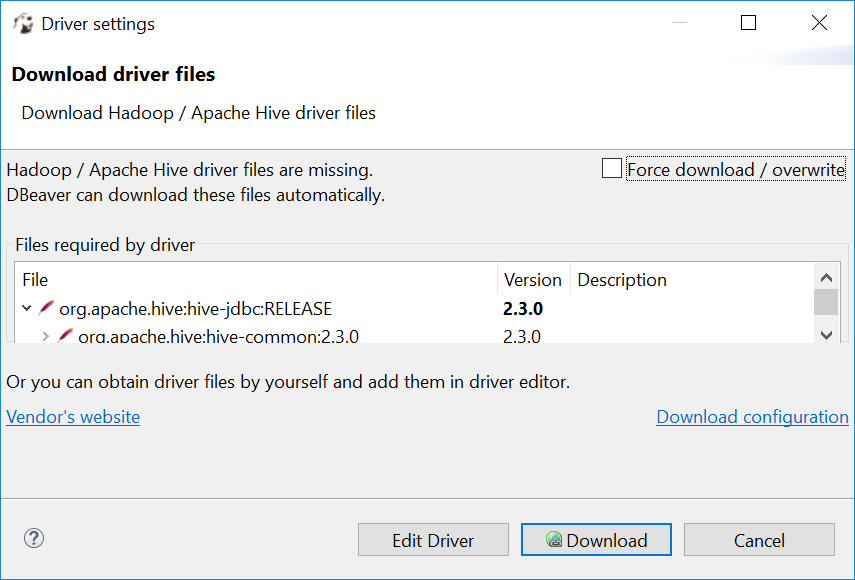 Driver settings
Download driver files
Download Hadoop / Apache Hive driver files
Hadoop / Apache Hive driver files are missing.
DBeaver can download these files automatically.
Force download / overwrite
Files required by driver
File Version Description
org.apache.hive:hive-jdbc:RELEASE 2.3.0
org.apache.hive:hive-common:2.3.0 2.3.0
Or you can obtain driver files by yourself and add them in driver editor.
Vendor's website Download configuration
? Edit Driver Download Cancel